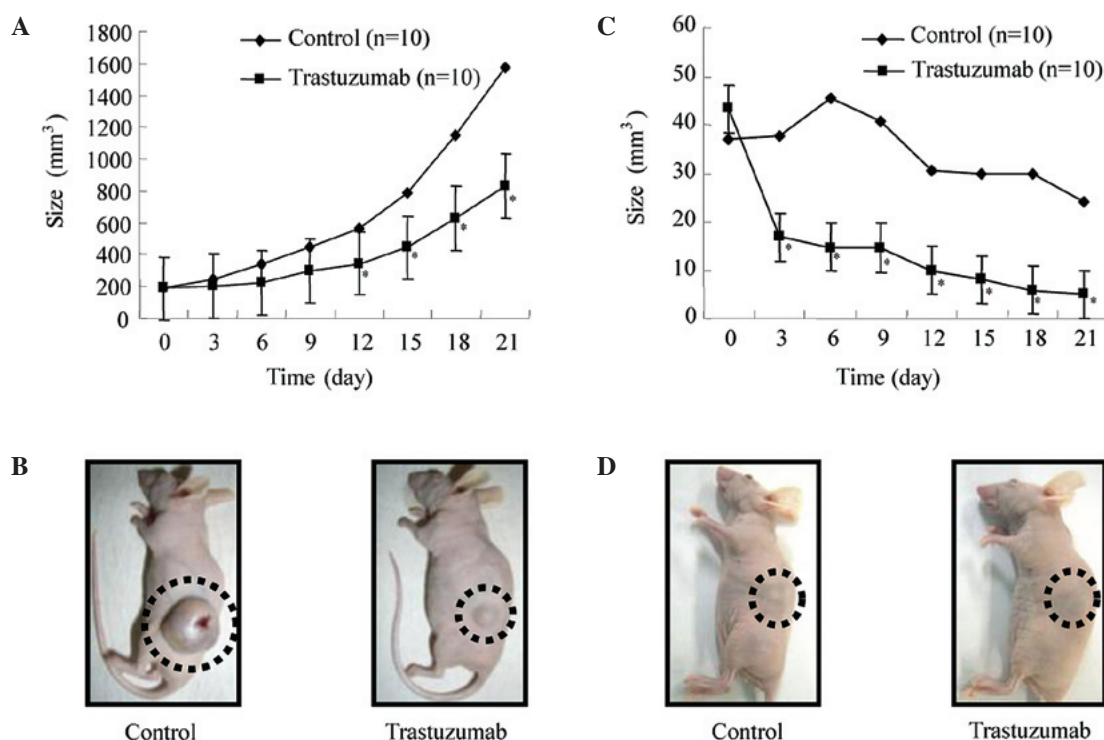 A
Control (n=10)
Trastuzumab (n=10)
Size (mm³)
1800
1600
1400
1200
1000
800
600
400
200
0
*
*
*
*
0 3 6 9 12 15 18 21
Time (day)
C
Control (n=10)
Trastuzumab (n=10)
Size (mm³)
60
50
40
30
20
10
0
*
*
*
*
*
*
*
0 3 6 9 12 15 18 21
Time (day)
B
Control
Trastuzumab
D
Control
Trastuzumab